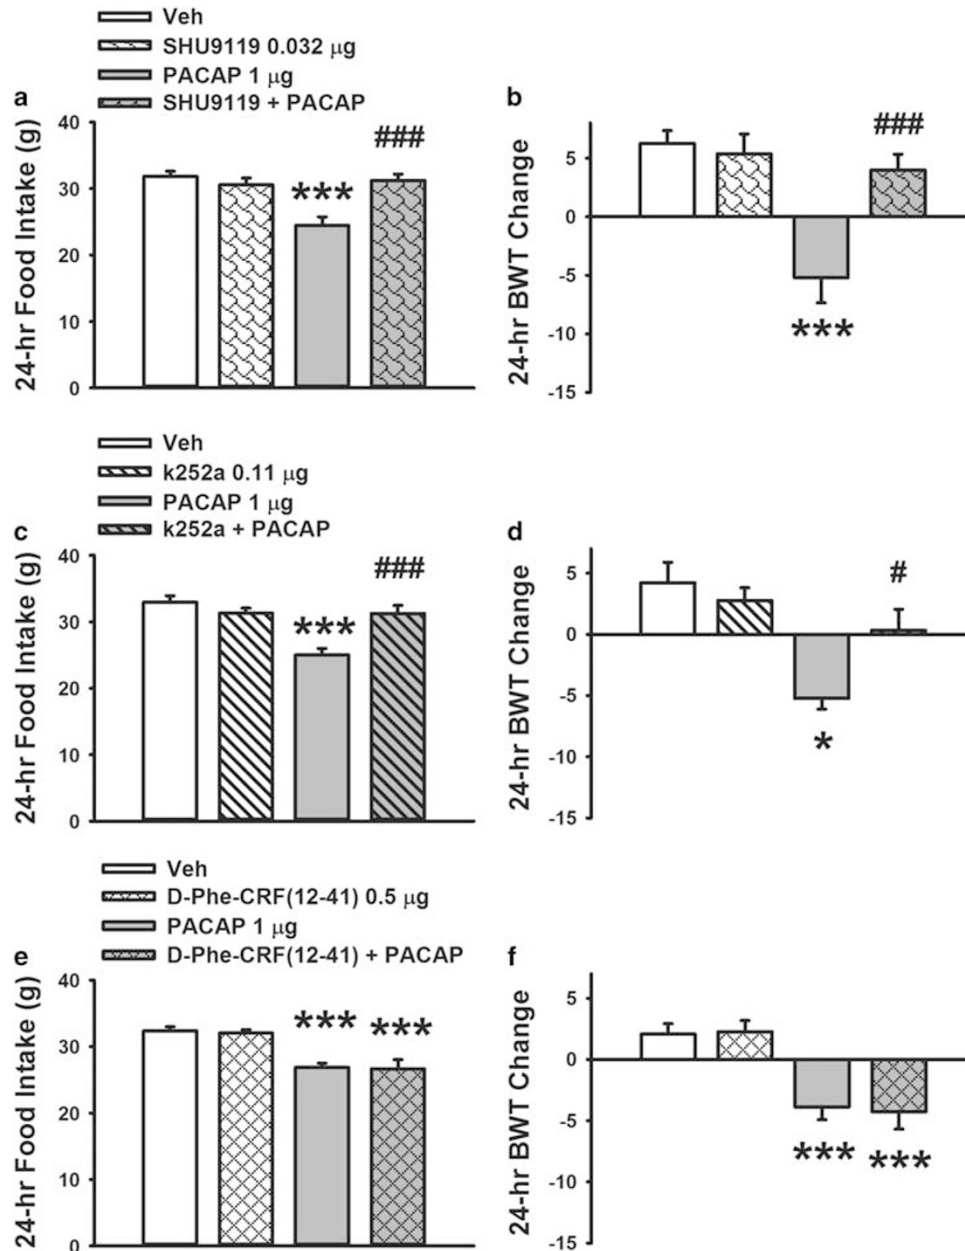 Veh
SHU9119 0.032 μg
PACAP 1 μg
SHU9119 + PACAP
a
24-hr Food Intake (g)
40
30
20
10
0
***
###
b
24-hr BWT Change
5
0
-5
-10
-15
***
###
Veh
k252a 0.11 μg
PACAP 1 μg
k252a + PACAP
c
24-hr Food Intake (g)
40
30
20
10
0
***
###
d
24-hr BWT Change
5
0
-5
-10
-15
*
#
Veh
D-Phe-CRF(12-41) 0.5 μg
PACAP 1 μg
D-Phe-CRF(12-41) + PACAP
e
24-hr Food Intake (g)
40
30
20
10
0
***
***
f
24-hr BWT Change
5
0
-5
-10
-15
***
***